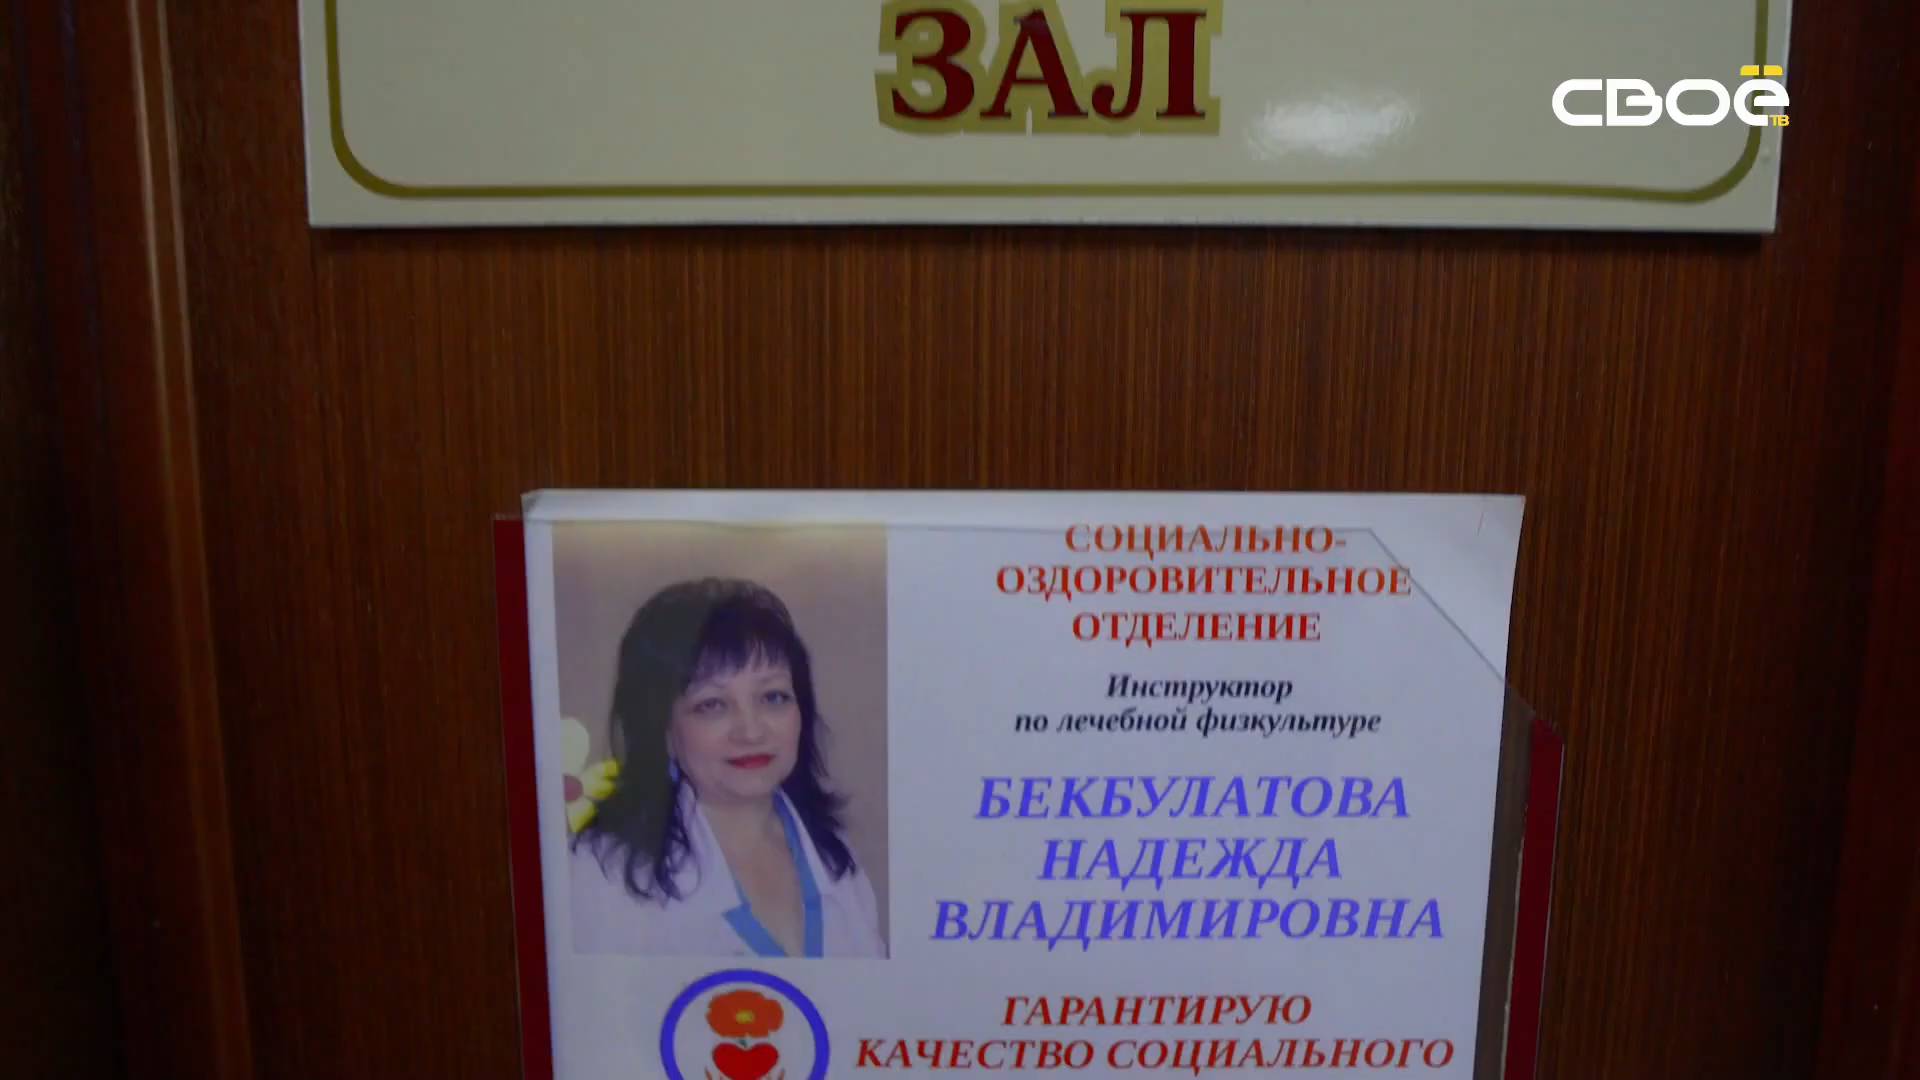 ЗАЛ
СВОЁ
ТВ
СОЦИАЛЬНО-
ОЗДОРОВИТЕЛЬНОЕ
ОТДЕЛЕНИЕ
Инструктор
по лечебной физкультуре
БЕКБУЛАТОВА
НАДЕЖДА
ВЛАДИМИРОВНА
ГАРАНТИРУЮ
КАЧЕСТВО СОЦИАЛЬНОГО